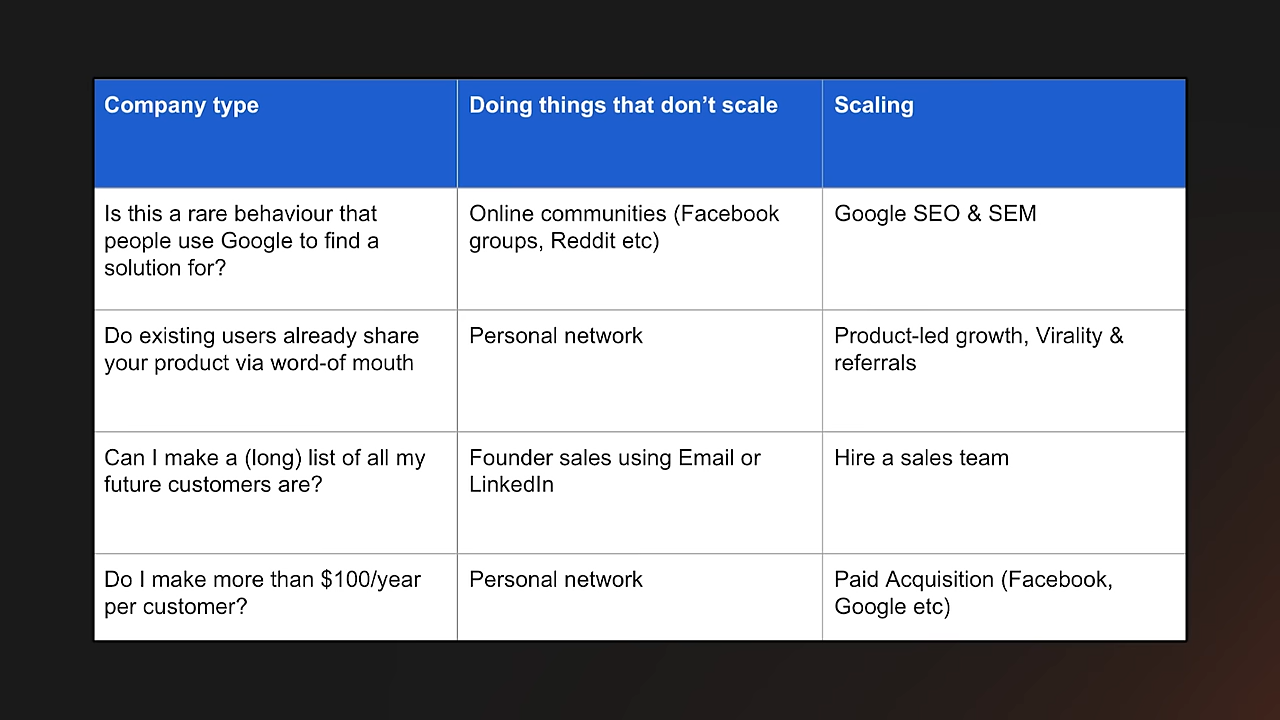 Company type
Doing things that don’t scale
Scaling
Is this a rare behaviour that
people use Google to find a
solution for?
Online communities (Facebook
groups, Reddit etc)
Google SEO & SEM
Do existing users already share
your product via word-of mouth
Personal network
Product-led growth, Virality &
referrals
Can I make a (long) list of all my
future customers are?
Founder sales using Email or
LinkedIn
Hire a sales team
Do I make more than $100/year
per customer?
Personal network
Paid Acquisition (Facebook,
Google etc)